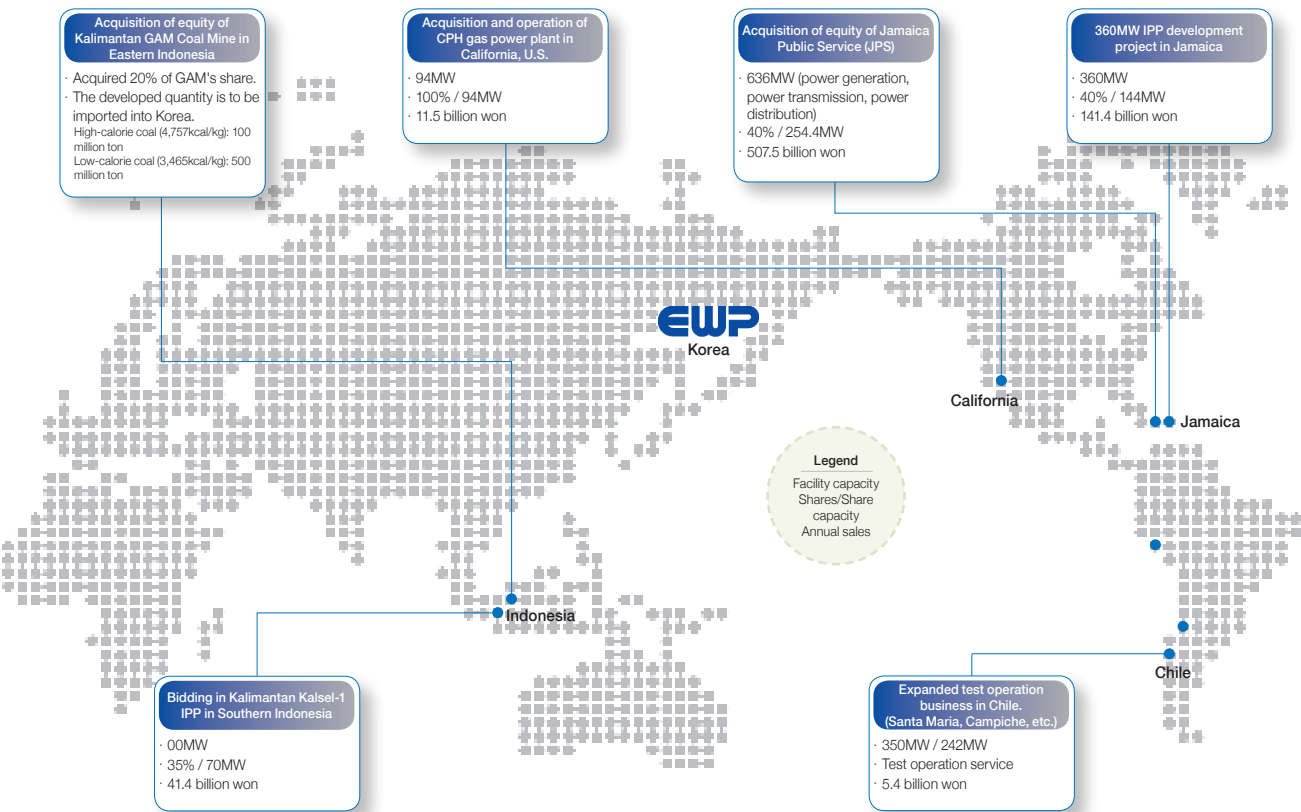 Acquisition of equity of
Kalimantan GAM Coal Mine in
Eastern Indonesia
· Acquired 20% of GAM's share.
· The developed quantity is to be
imported into Korea.
High-calorie coal (4,757kcal/kg): 100
million ton
Low-calorie coal (3,465kcal/kg): 500
million ton
Acquisition and operation of
CPH gas power plant in
California, U.S.
· 94MW
· 100% / 94MW
· 11.5 billion won
Acquisition of equity of Jamaica
Public Service (JPS)
· 636MW (power generation,
power transmission, power
distribution)
· 40% / 254.4MW
· 507.5 billion won
360MW IPP development
project in Jamaica
· 360MW
· 40% / 144MW
· 141.4 billion won
EWP
Korea
California
Jamaica
Legend
Facility capacity
Shares/Share
capacity
Annual sales
Indonesia
Chile
Bidding in Kalimantan Kalsel-1
IPP in Southern Indonesia
· 00MW
· 35% / 70MW
· 41.4 billion won
Expanded test operation
business in Chile.
(Santa Maria, Campiche, etc.)
· 350MW / 242MW
· Test operation service
· 5.4 billion won